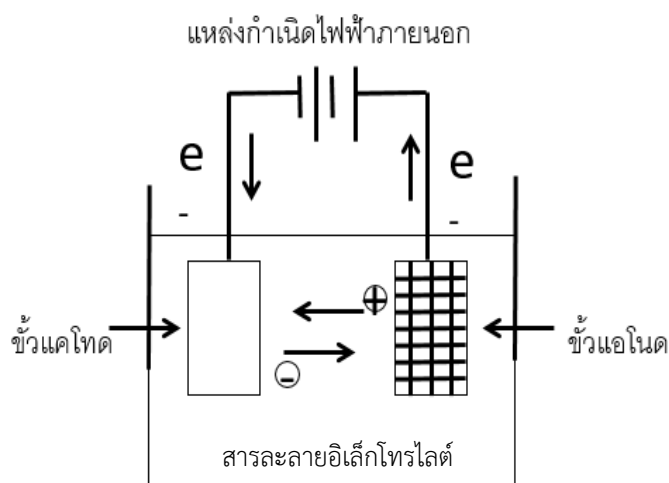 แหล่งกำเนิดไฟฟ้าภายนอก
e
-
e
-
+
-
ขั้วแคโทด
ขั้วแอโนด
สารละลายอิเล็กโทรไลต์